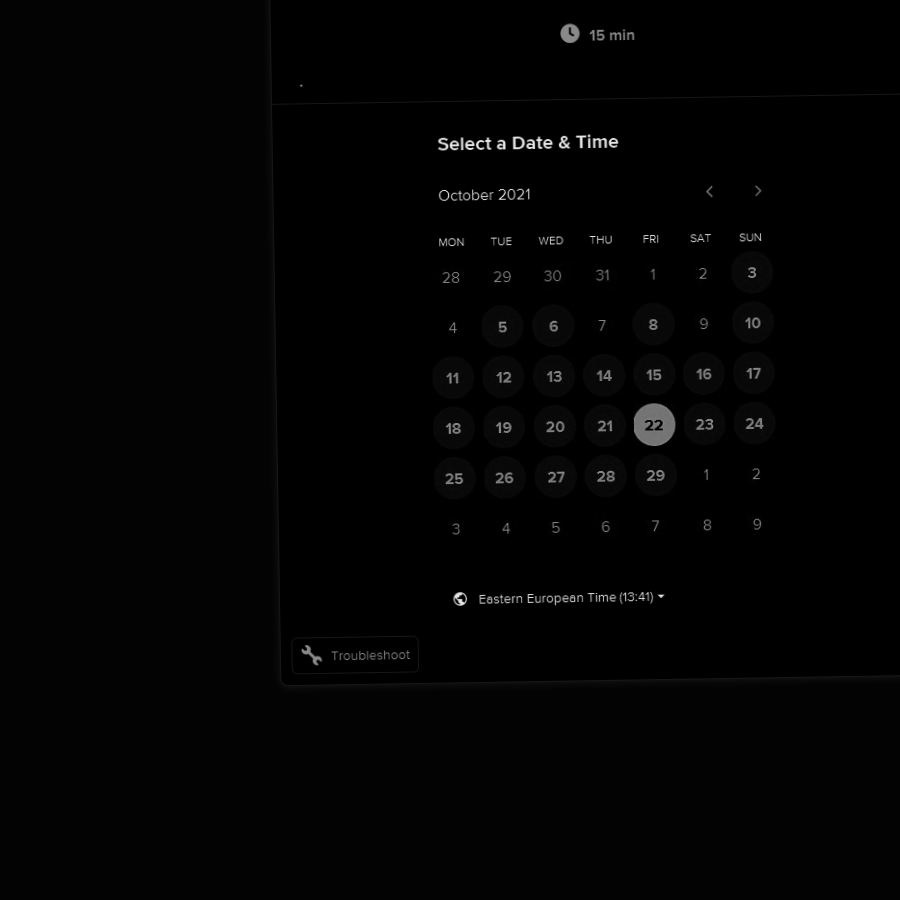 15 min
Select a Date & Time
October 2021
MON TUE WED THU FRI SAT SUN
28 29 30 31 1 2 3
4 5 6 7 8 9 10
11 12 13 14 15 16 17
18 19 20 21 22 23 24
25 26 27 28 29 1 2
3 4 5 6 7 8 9
Eastern European Time (13:41)
Troubleshoot